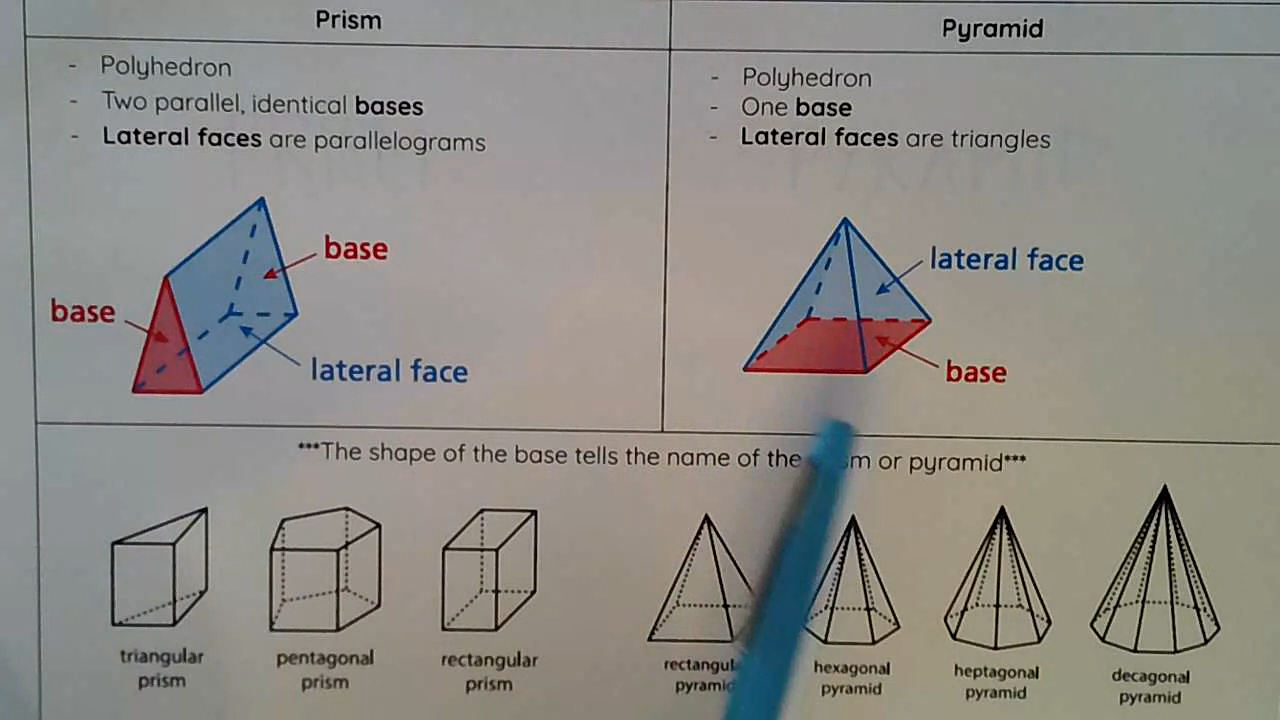 Prism
Pyramid
- Polyhedron
- Two parallel, identical bases
- Lateral faces are parallelograms
- Polyhedron
- One base
- Lateral faces are triangles
base
base
lateral face
lateral face
base
***The shape of the base tells the name of the or pyramid***
triangular
prism
pentagonal
prism
rectangular
prism
hexagonal
pyramid
heptagonal
pyramid
decagonal
pyramid